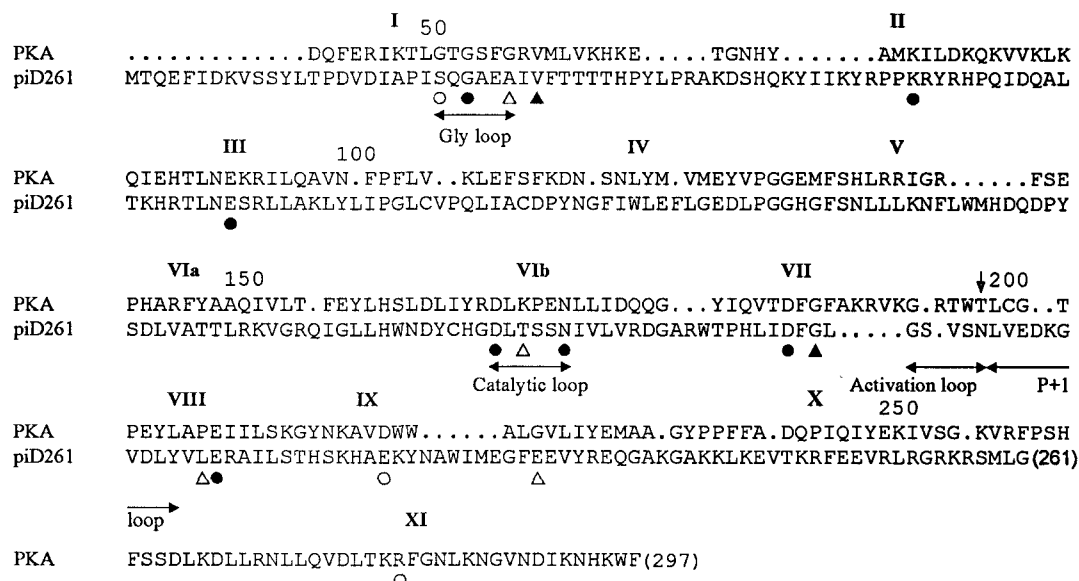 I 50 II
PKA .............DQFERIKTLGTGSFGRVMLVKHKE.....TGNHY.....AMKILDKQKVVKLK
piD261 MTQEFIDKVSSYLTPDVDIAPISQGAEAIVFTTTTHPYLPRAKDSHQKYIIKYRPPKRYRHPQIDQAL
○ ● △ ▲ ●
Gly loop
III 100 IV V
PKA QIEHTLNEKRILQAVN.FPFLV..KLEFSFKDN.SNLYM.VMEYVPGGEMFSHLRRIGR......FSE
piD261 TKHRTLNESRLLAKLYLIPGLCVPQLIACDPYNGFIWLEFLGEDLPGGHGFSNLLLKNFLWMHDQDPY
●
VIa 150 VIb VII ↓200
PKA PHARFYAAQIVLT.FEYLHSLDLIYRDLKPENLLIDQQG...YIQVTDFGFAKRVKG.RTWTLCG..T
piD261 SDLVATTLRKVGRQIGLLHWNDYCHGDLTSSNIVLVRDGARWTPHLIDFGL.....GS.VSNLVEDKG
● △ ● ● ▲
Catalytic loop Activation loop P+1
VIII IX X 250
PKA PEYLAPEIILSKGYNKAVDWW......ALGVLIYEMAA.GYPPFFA.DQPIQIYEKIVSG.KVRFPSH
piD261 VDLYVLERAILSTHSKHAEKYNAWIMEGFEEVYREQGAKGAKKLKEVTKRFEEVRLRGRKRSMLG(261)
△ ● ○ △
loop XI
PKA FSSDLKDLLRNLLQVDLTKRFGNLKNGVNDIKNHKWF(297)
○